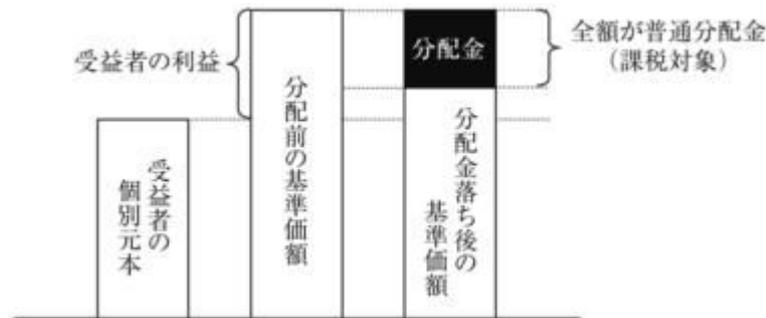 受益者の利益
受益者の
個別元本
分配前の基準価額
分配金
分配金落ち後の
基準価額
全額が普通分配金
（課税対象）